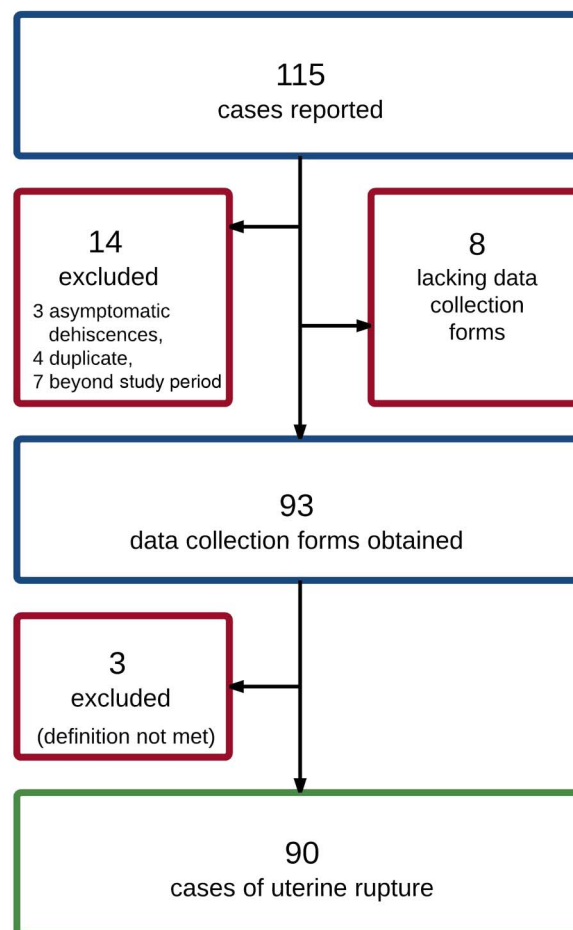 115
cases reported
14
excluded
3 asymptomatic
dehiscences,
4 duplicate,
7 beyond study period
8
lacking data
collection
forms
93
data collection forms obtained
3
excluded
(definition not met)
90
cases of uterine rupture